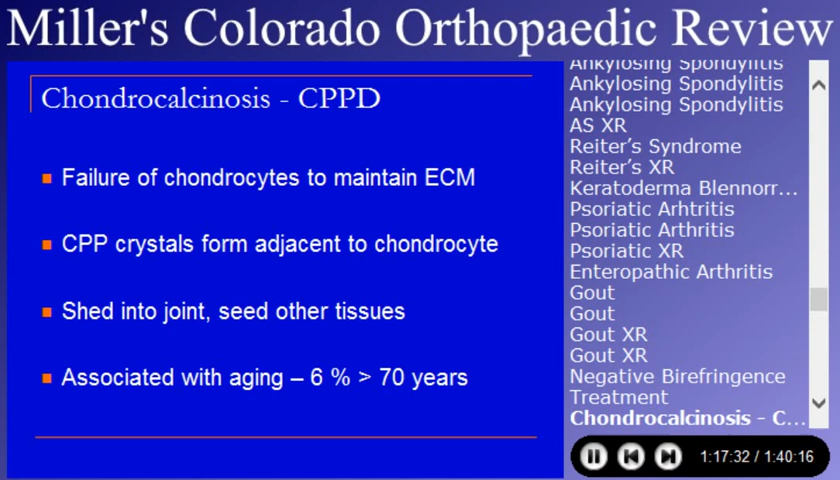 Miller's Colorado Orthopaedic Review
Chondrocalcinosis - CPPD
Failure of chondrocytes to maintain ECM
CPP crystals form adjacent to chondrocyte
Shed into joint, seed other tissues
Associated with aging – 6 % > 70 years
Ankylosing Spondylitis
Ankylosing Spondylitis
Ankylosing Spondylitis
AS XR
Reiter's Syndrome
Reiter's XR
Keratoderma Blennorr...
Psoriatic Arhtritis
Psoriatic Arthritis
Psoriatic XR
Enteropathic Arthritis
Gout
Gout
Gout XR
Gout XR
Negative Birefringence
Treatment
Chondrocalcinosis - C...
1:17:32 / 1:40:16